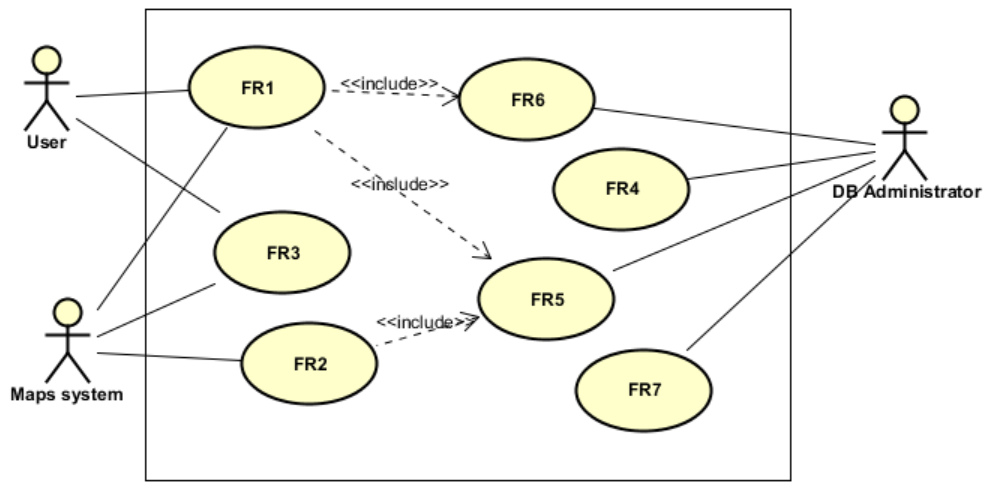 FR1
<<include>>
FR6
User
<<include>>
FR4
DB Administrator
FR3
FR5
<<include>>
FR2
Maps system
FR7